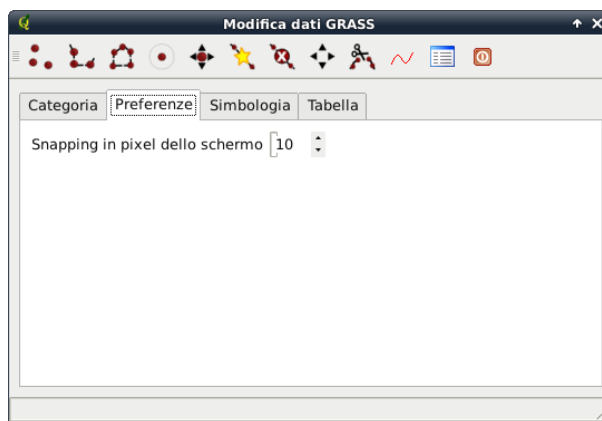 Modifica dati GRASS
Categoria Preferenze Simbologia Tabella
Snapping in pixel dello schermo 10